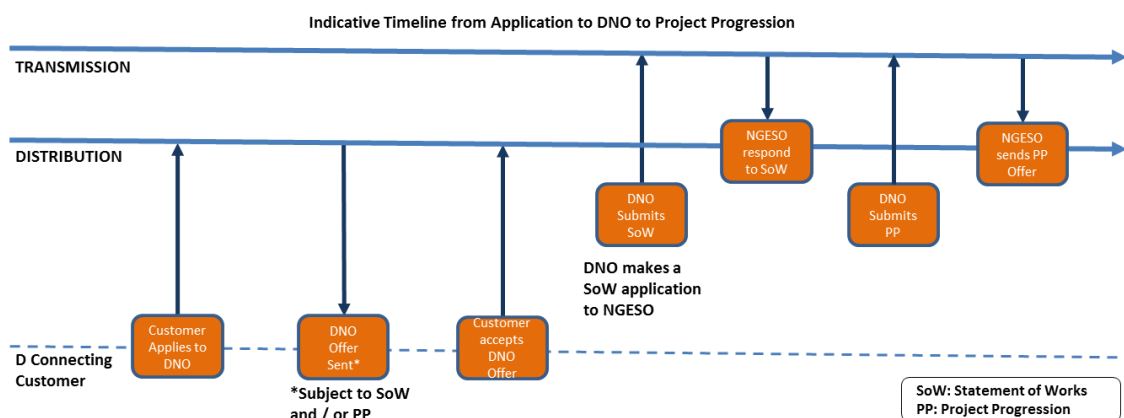 Indicative Timeline from Application to DNO to Project Progression
TRANSMISSION
DISTRIBUTION
NGESO
respond
to SoW
NGESO
sends PP
Offer
DNO
Submits
SoW
DNO
Submits
PP
DNO makes a
SoW application
to NGESO
Customer
Applies to
DNO
DNO
Offer
Sent*
Customer
accepts
DNO
Offer
D Connecting
Customer
*Subject to SoW
and / or PP
SoW: Statement of Works
PP: Project Progression